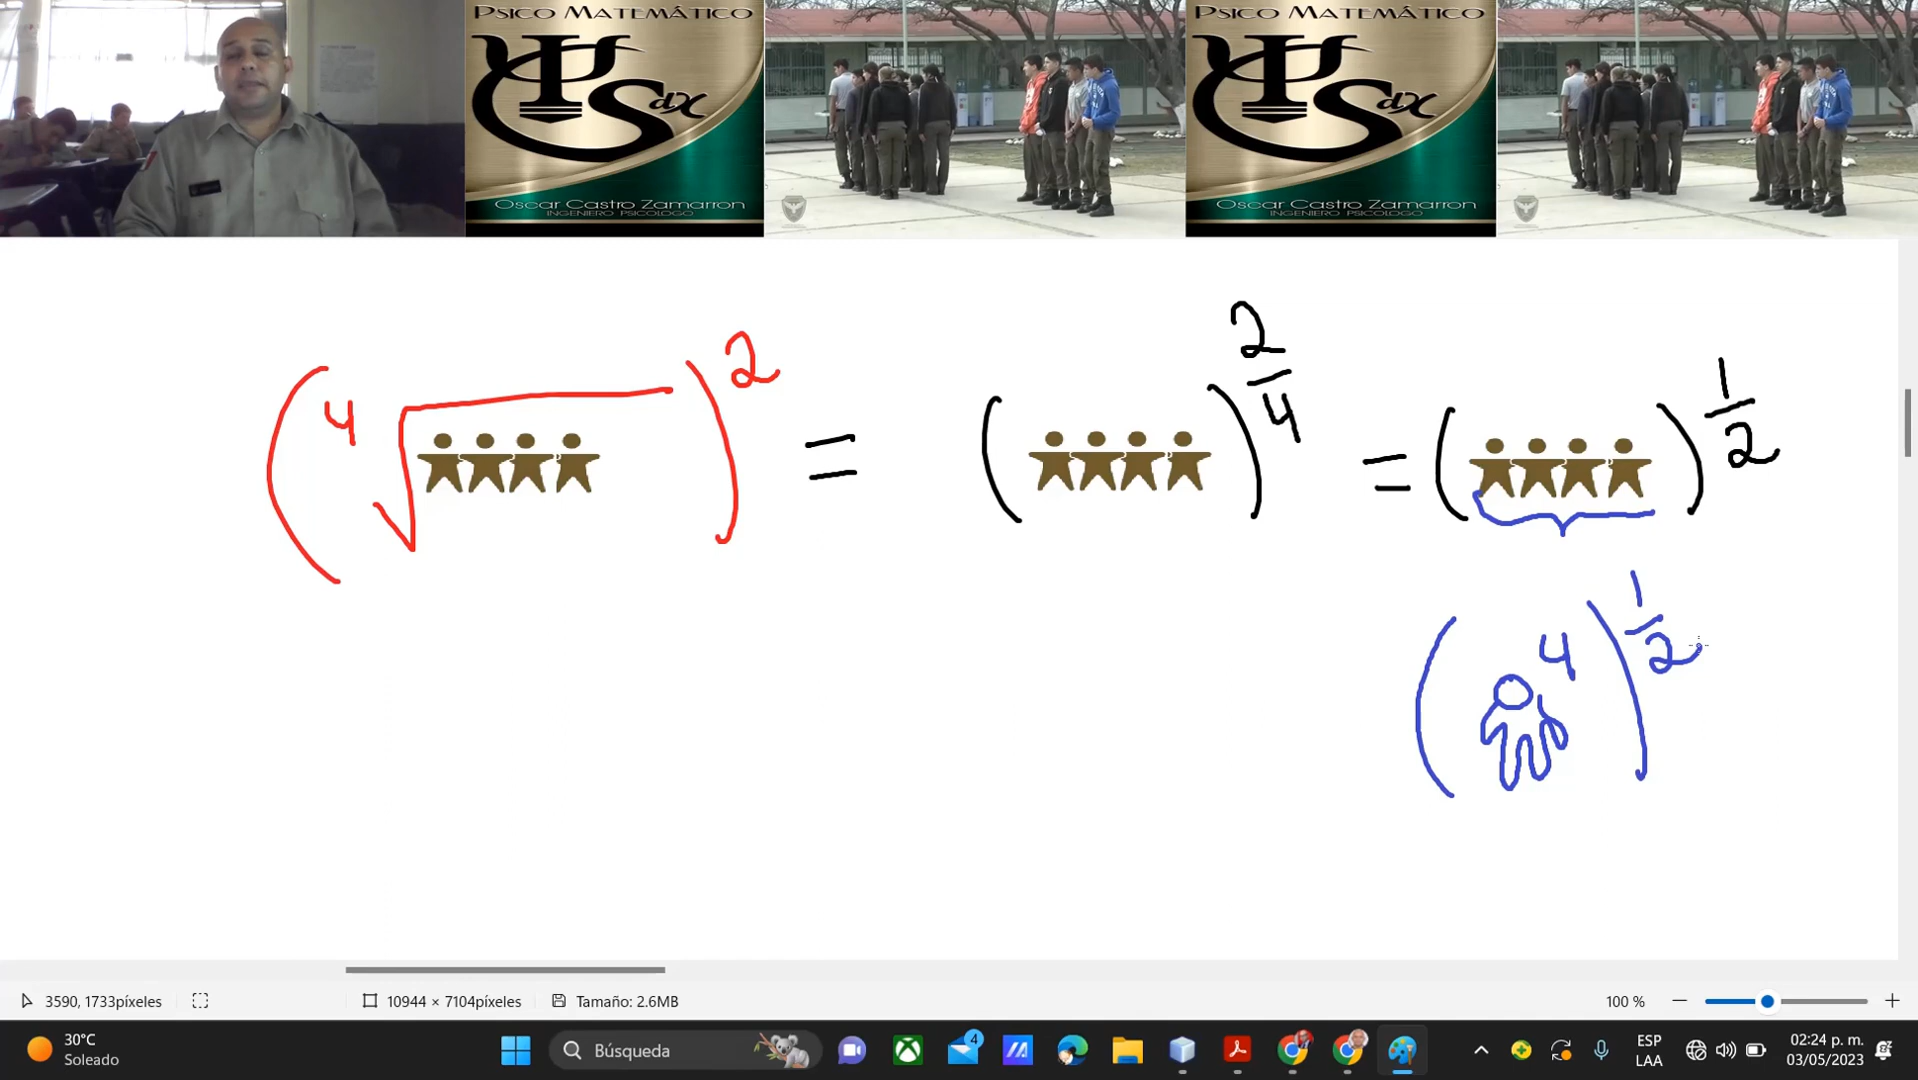 PSICO MATEMÁTICO
dx
Oscar Castro Zamarron
INGENIERO PSICOLOGO
PSICO MATEMÁTICO
dx
Oscar Castro Zamarron
INGENIERO PSICOLOGO
( 4 √ ) 2 = ( ) 2/4 = ( ) 1/2
( 4 ) 1/2
3590, 1733píxeles
10944 × 7104píxeles
Tamaño: 2.6MB
100 %
30°C
Soleado
Búsqueda
4
ESP
LAA
02:24 p. m.
03/05/2023